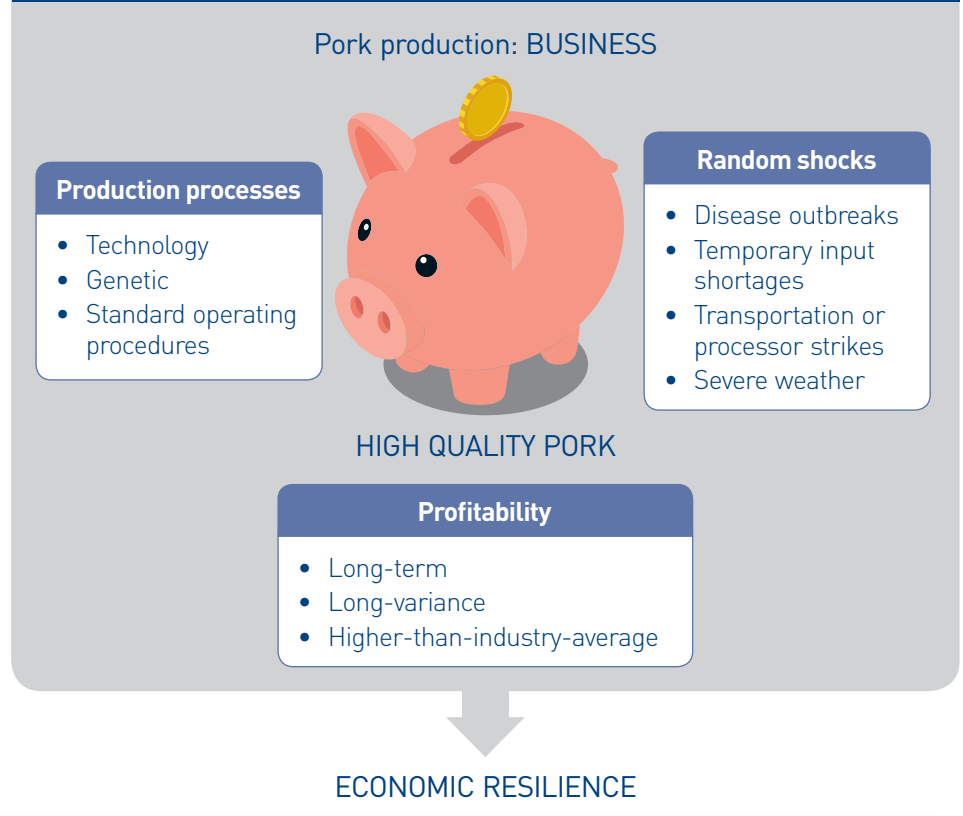 Pork production: BUSINESS
Production processes
• Technology
• Genetic
• Standard operating
procedures
Random shocks
• Disease outbreaks
• Temporary input
shortages
• Transportation or
processor strikes
• Severe weather
HIGH QUALITY PORK
Profitability
• Long-term
• Long-variance
• Higher-than-industry-average
ECONOMIC RESILIENCE